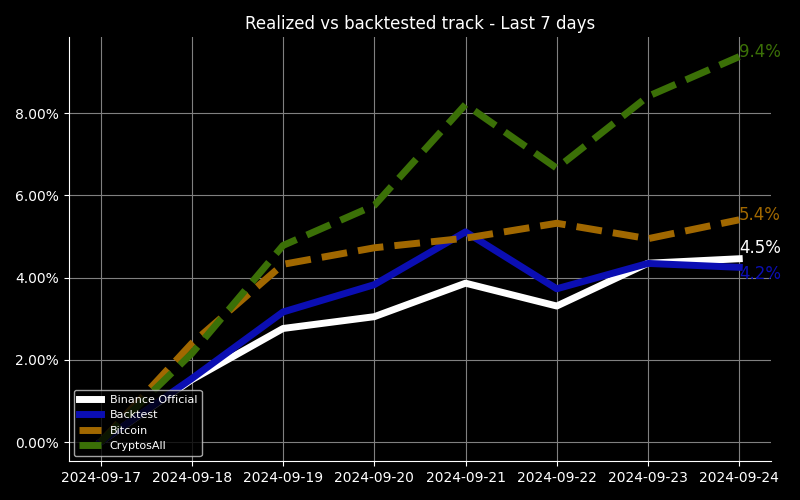 Realized vs backtested track - Last 7 days
9.4%
8.00%
6.00%
5.4%
4.5%
4.00%
4.2%
2.00%
Binance Official
Backtest
Bitcoin
CryptosAll
0.00%
2024-09-17 2024-09-18 2024-09-19 2024-09-20 2024-09-21 2024-09-22 2024-09-23 2024-09-24